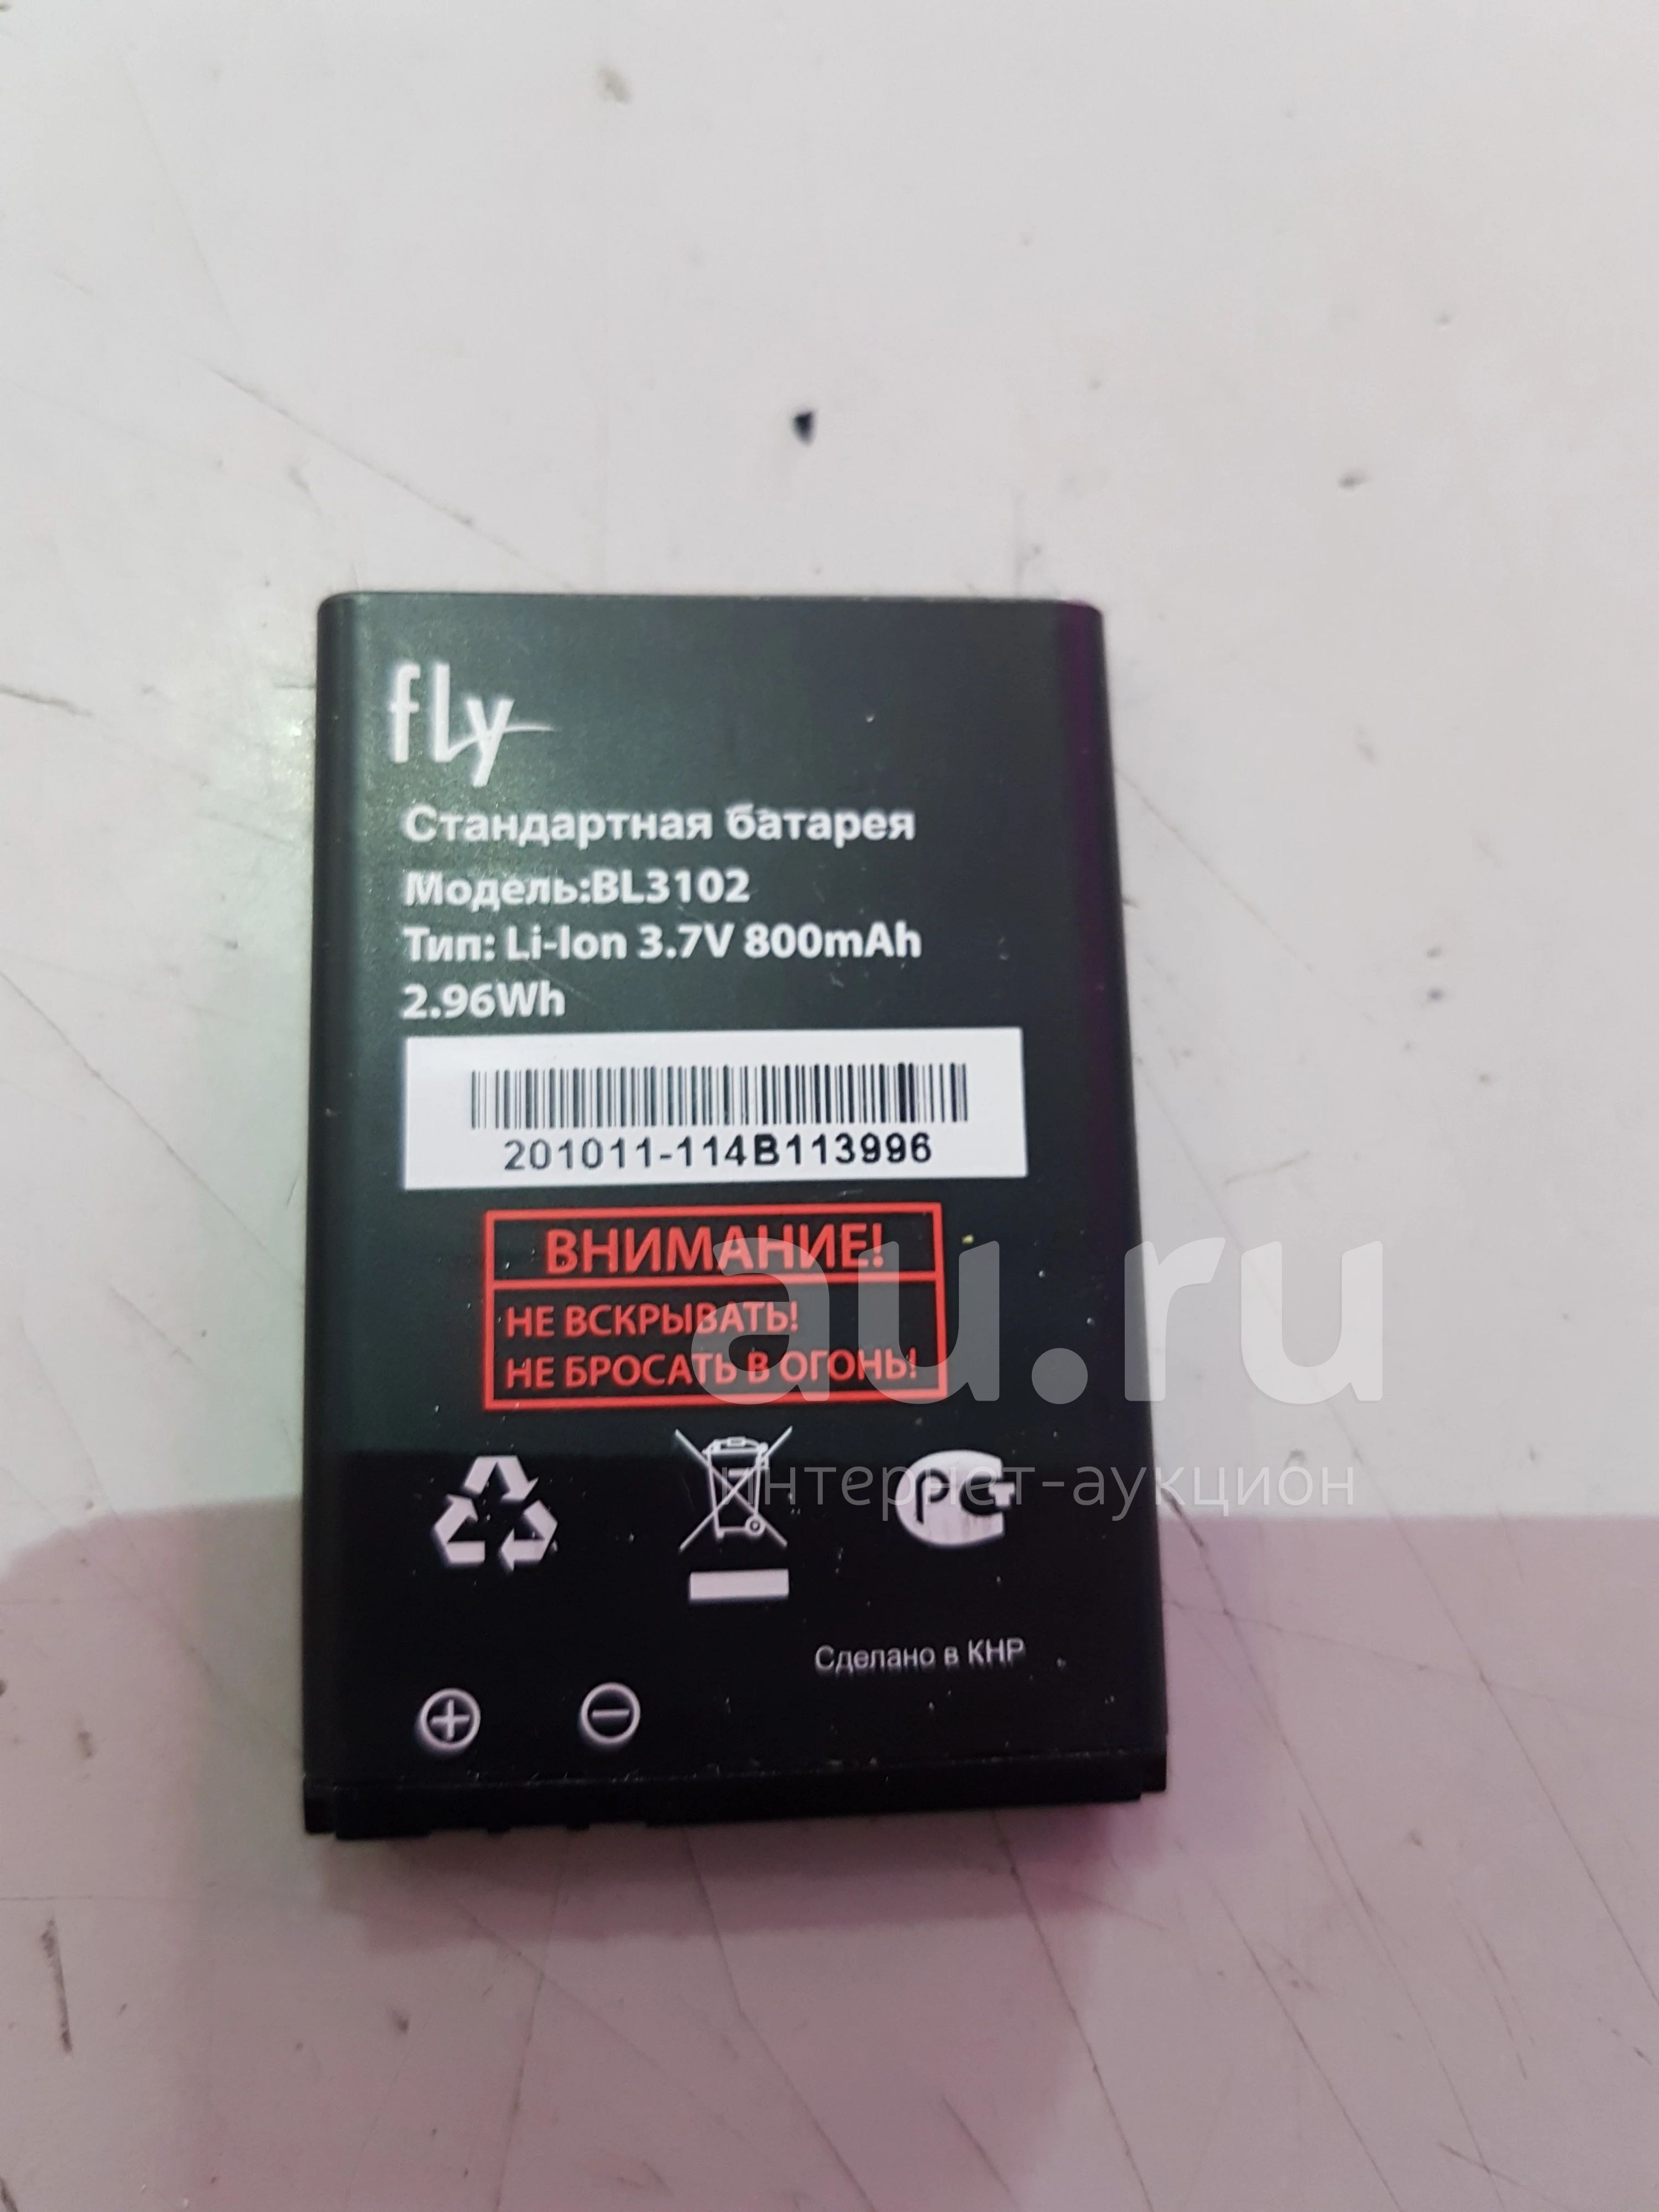 fly
Стандартная батарея
Модель:BL3102
Тип: Li-Ion 3.7V 800mAh
2.96Wh
201011-114B113996
ВНИМАНИЕ!
НЕ ВСКРЫВАТЬ!
НЕ БРОСАТЬ В ОГОНЬ!
au.ru
интернет-аукцион
РСТ
Сделано в КНР